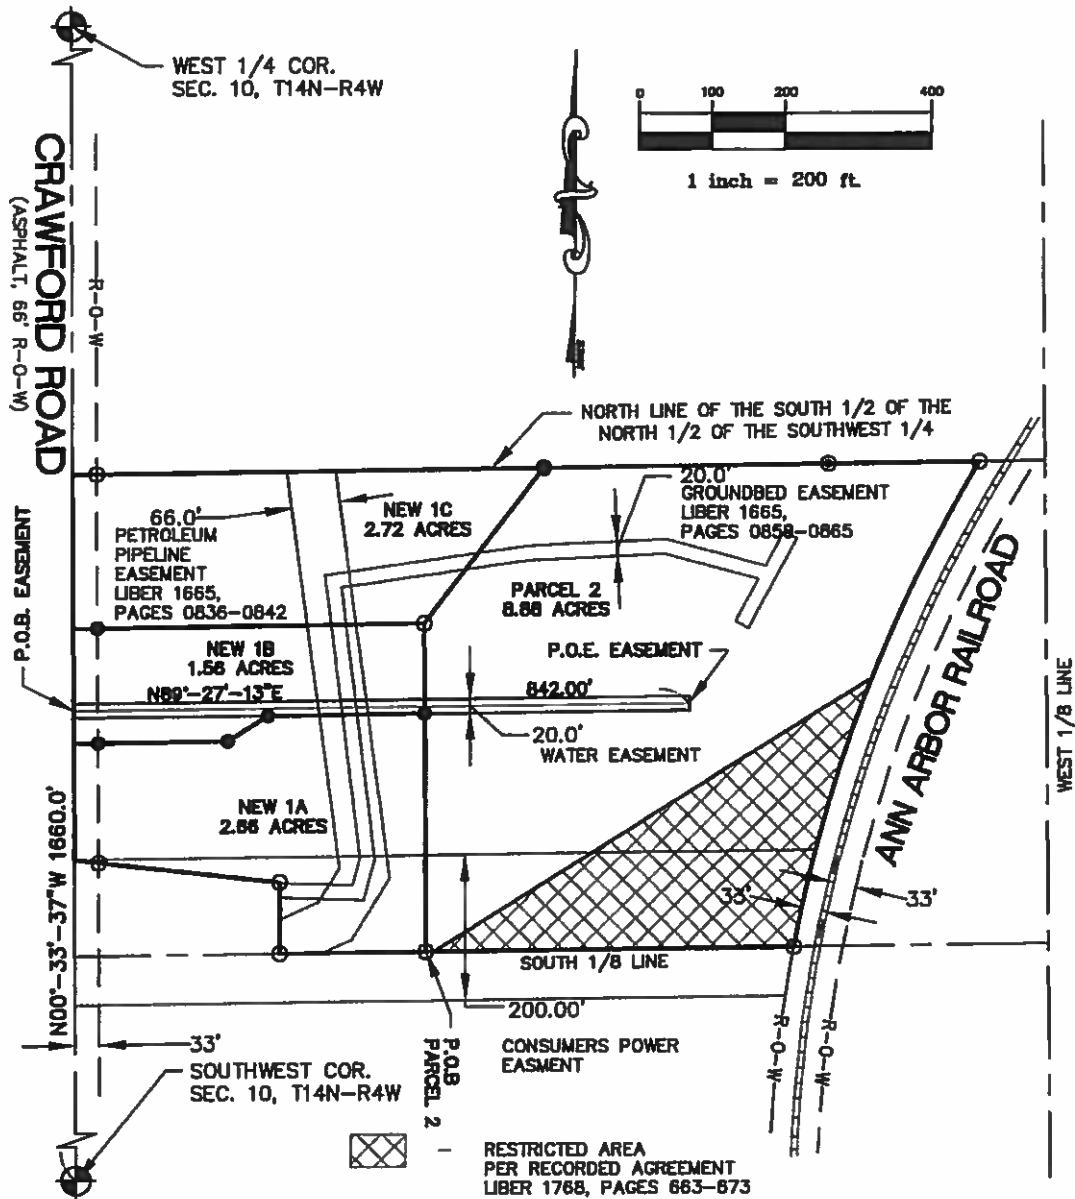 WEST 1/4 COR.
SEC. 10, T14N-R4W
0 100 200 400
1 inch = 200 ft.
CRAWFORD ROAD
(ASPHALT, 66' R-O-W)
R-O-W
NORTH LINE OF THE SOUTH 1/2 OF THE
NORTH 1/2 OF THE SOUTHWEST 1/4
20.0'
GROUNDBED EASEMENT
LIBER 1665,
PAGES 0858-0865
NEW 1C
2.72 ACRES
66.0'
PETROLEUM
PIPELINE
EASEMENT
LIBER 1665,
PAGES 0836-0842
P.O.B. EASEMENT
PARCEL 2
8.88 ACRES
ANN ARBOR RAILROAD
WEST 1/8 LINE
NEW 1B
1.56 ACRES
P.O.E. EASEMENT
N89°-27'-13"E
842.00'
20.0'
WATER EASEMENT
NEW 1A
2.66 ACRES
N00°-33'-37"W 1660.0'
33'
33'
SOUTH 1/8 LINE
200.00'
CONSUMERS POWER
EASMENT
P.O.B
PARCEL 2
R-O-W
R-O-W
33'
SOUTHWEST COR.
SEC. 10, T14N-R4W
- RESTRICTED AREA
PER RECORDED AGREEMENT
LIBER 1768, PAGES 663-673